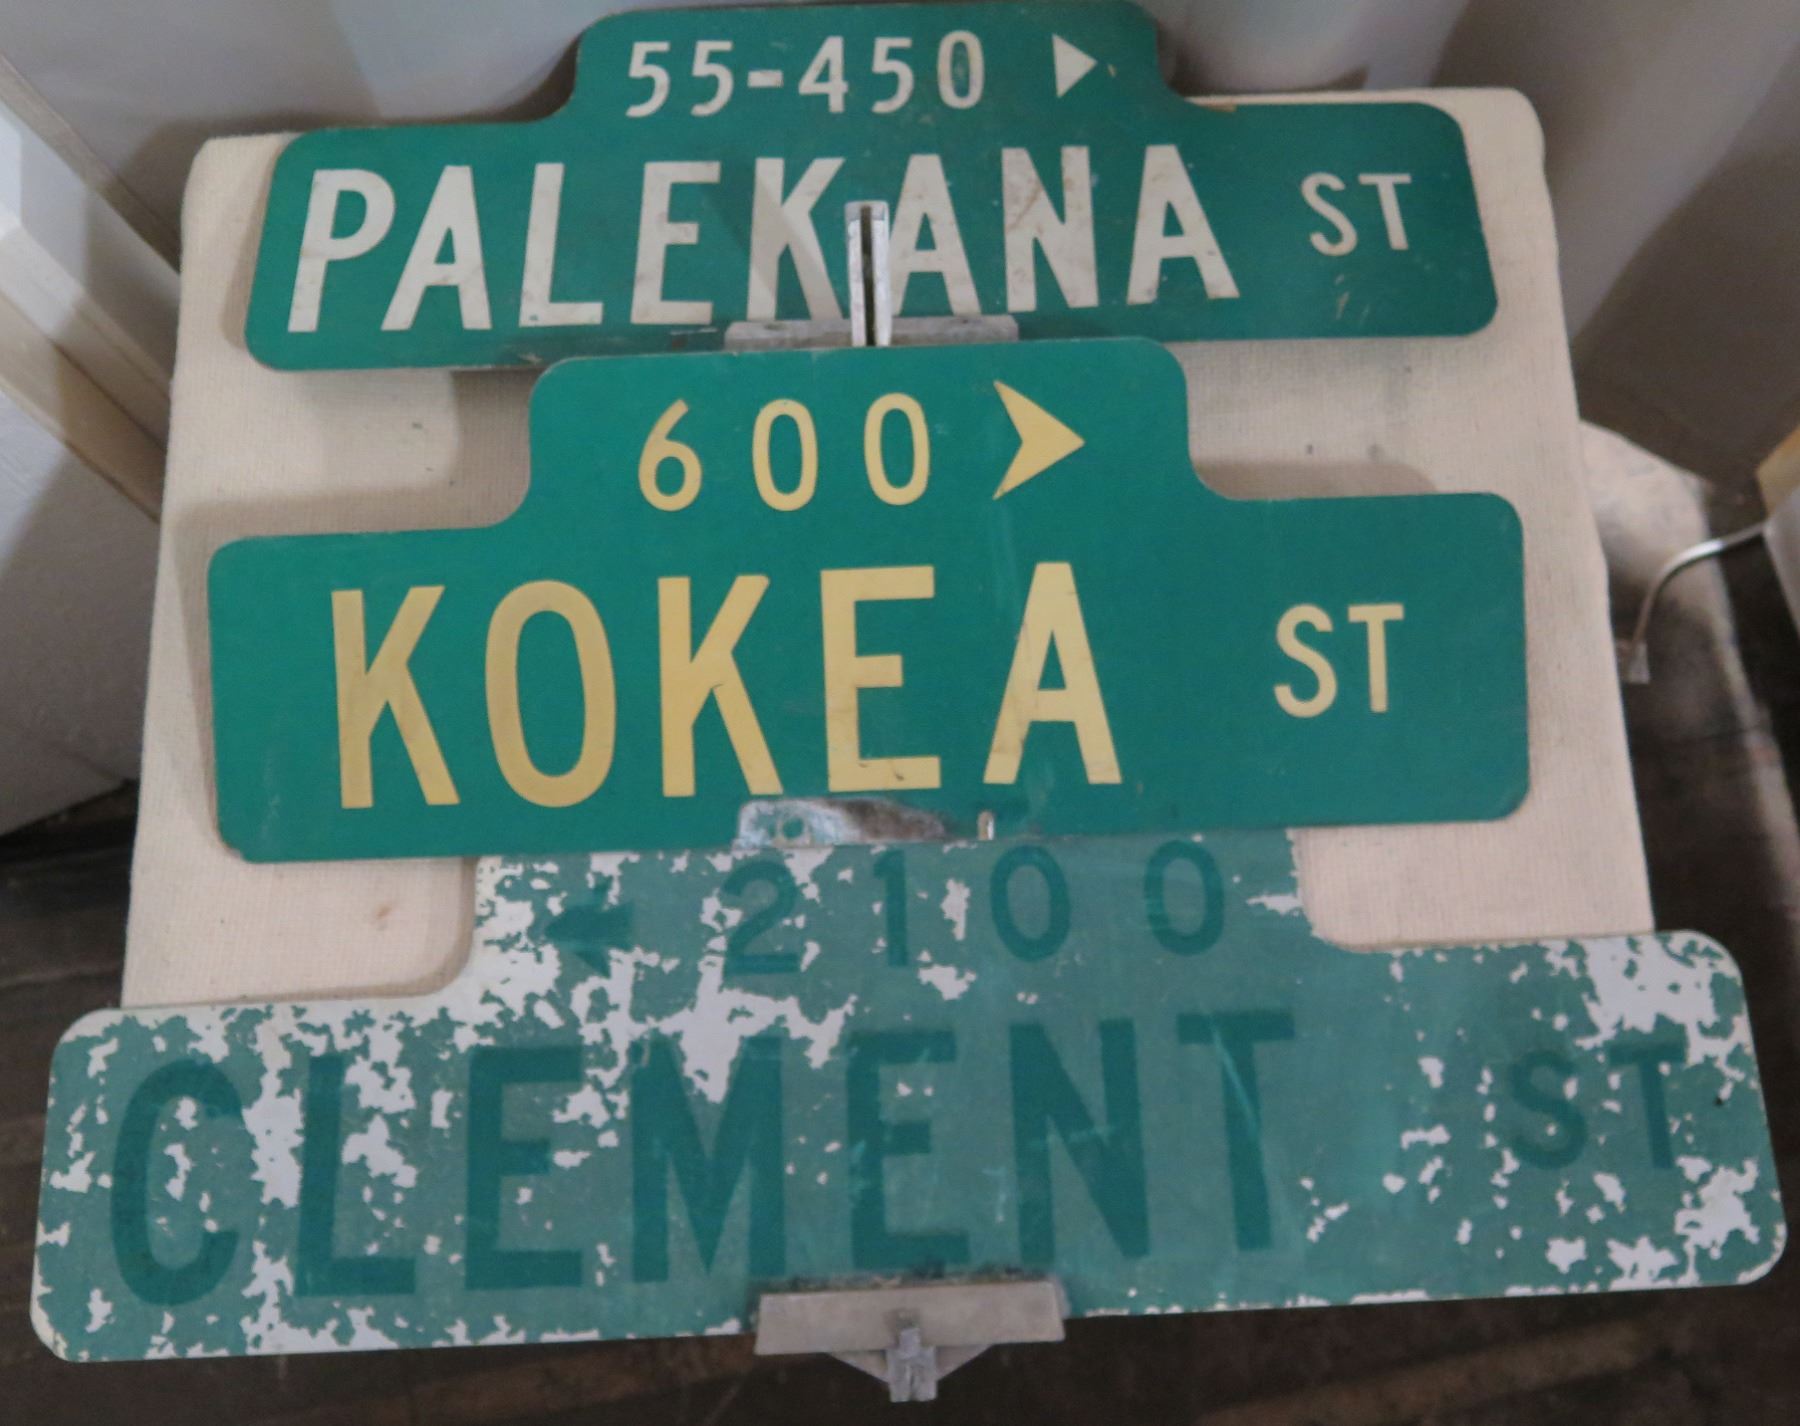 55-450
PALEKANA ST
600
KOKEA ST
2100
CLEMENT ST